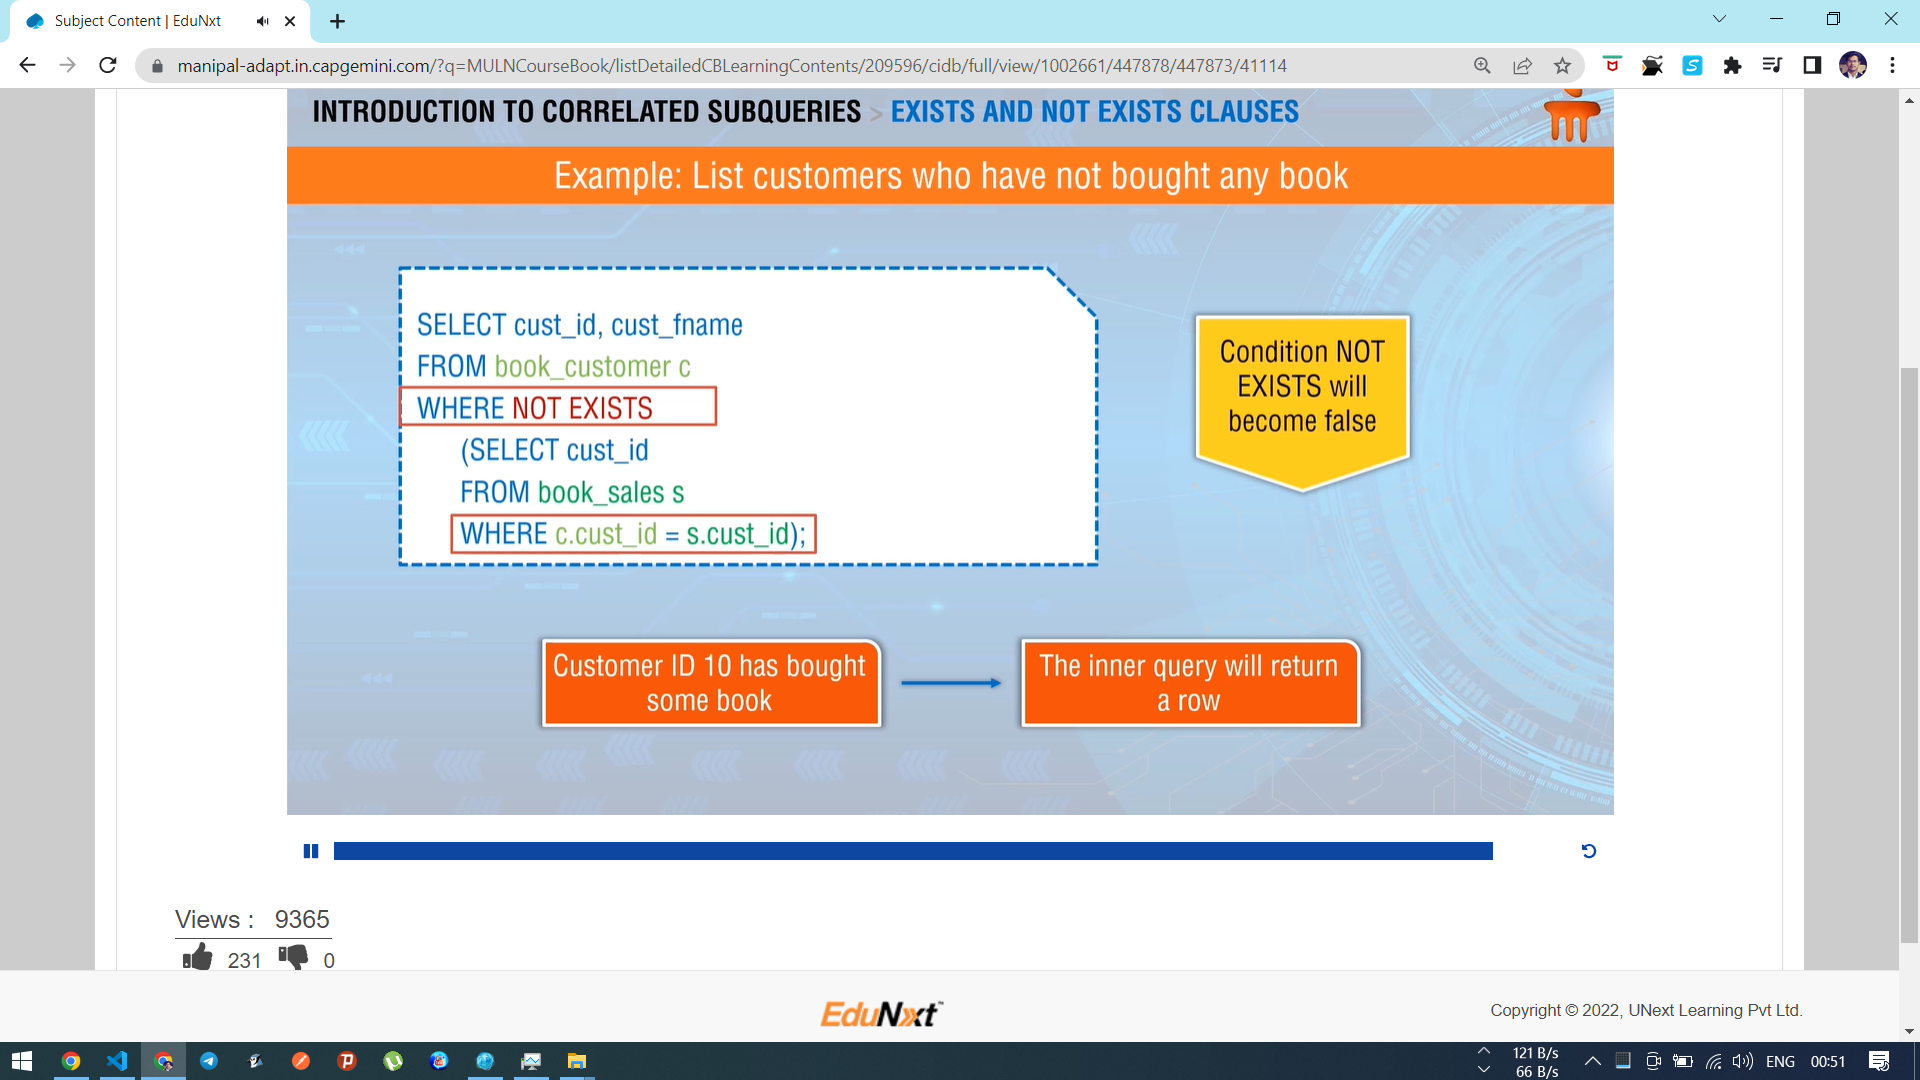 Subject Content | EduNxt
manipal-adapt.in.capgemini.com/?q=MULNCourseBook/listDetailedCBLearningContents/209596/cidb/full/view/1002661/447878/447873/41114
INTRODUCTION TO CORRELATED SUBQUERIES > EXISTS AND NOT EXISTS CLAUSES
Example: List customers who have not bought any book
SELECT cust_id, cust_fname
FROM book_customer c
WHERE NOT EXISTS
(SELECT cust_id
FROM book_sales s
WHERE c.cust_id = s.cust_id);
Condition NOT
EXISTS will
become false
Customer ID 10 has bought
some book
The inner query will return
a row
Views : 9365
231 0
EduNxt
Copyright © 2022, UNext Learning Pvt Ltd.
121 B/s
66 B/s
ENG 00:51